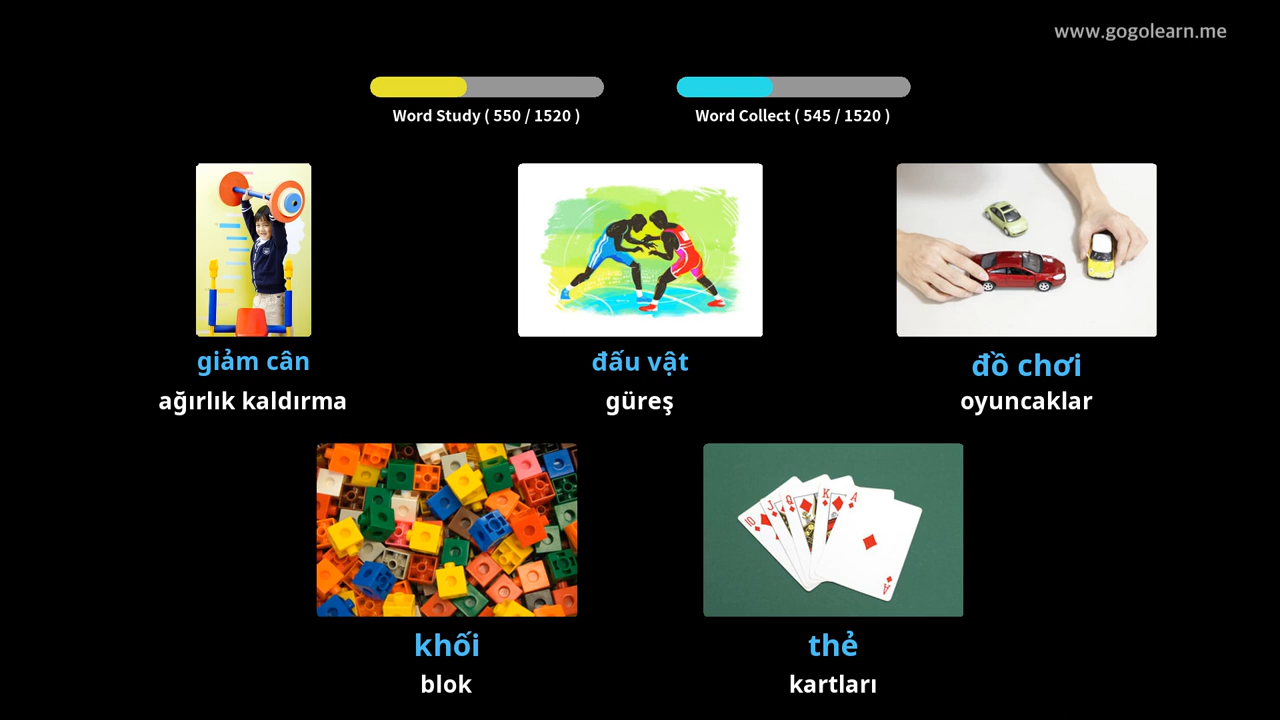 www.gogolearn.me
Word Study ( 550 / 1520 )
Word Collect ( 545 / 1520 )
giảm cân
đấu vật
đồ chơi
ağırlık kaldırma
güreş
oyuncaklar
10 J Q K A
A
khối
thẻ
blok
kartları